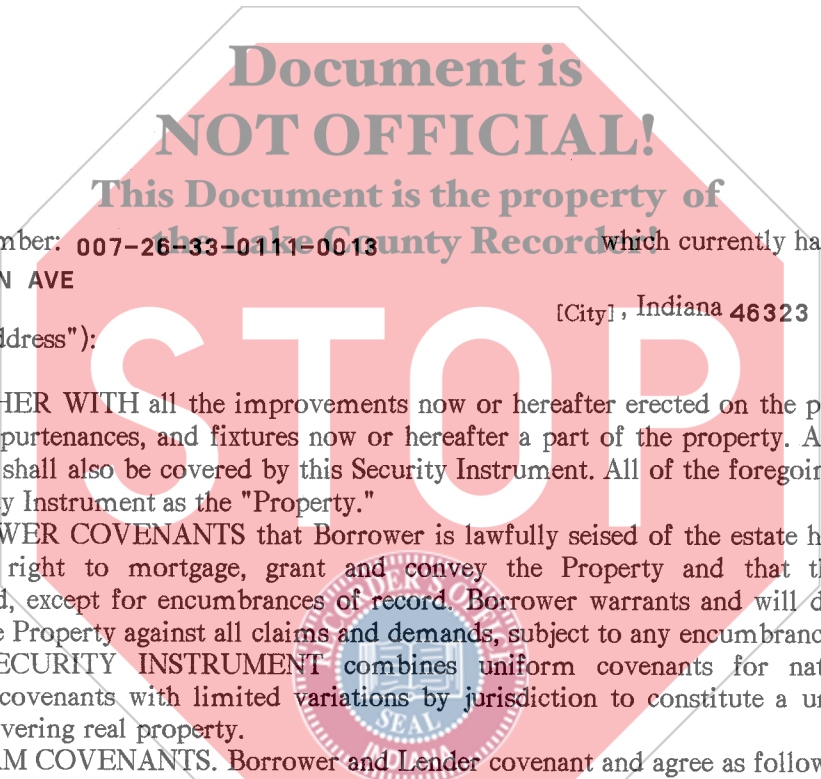 Document is
NOT OFFICIAL!
This Document is the property of
the Lake County Recorder!
mber: 007-26-33-0111-0013 which currently ha
N AVE
[City], Indiana 46323
ddress"):
STOP
HER WITH all the improvements now or hereafter erected on the p
purtenances, and fixtures now or hereafter a part of the property. A
shall also be covered by this Security Instrument. All of the foregoin
y Instrument as the "Property."
WER COVENANTS that Borrower is lawfully seised of the estate h
right to mortgage, grant and convey the Property and that th
d, except for encumbrances of record. Borrower warrants and will d
e Property against all claims and demands, subject to any encumbranc
ECURITY INSTRUMENT combines uniform covenants for nat
covenants with limited variations by jurisdiction to constitute a un
vering real property.
RM COVENANTS. Borrower and Lender covenant and agree as follow
RECORDER'S OFFICE
SEAL
INDIANA